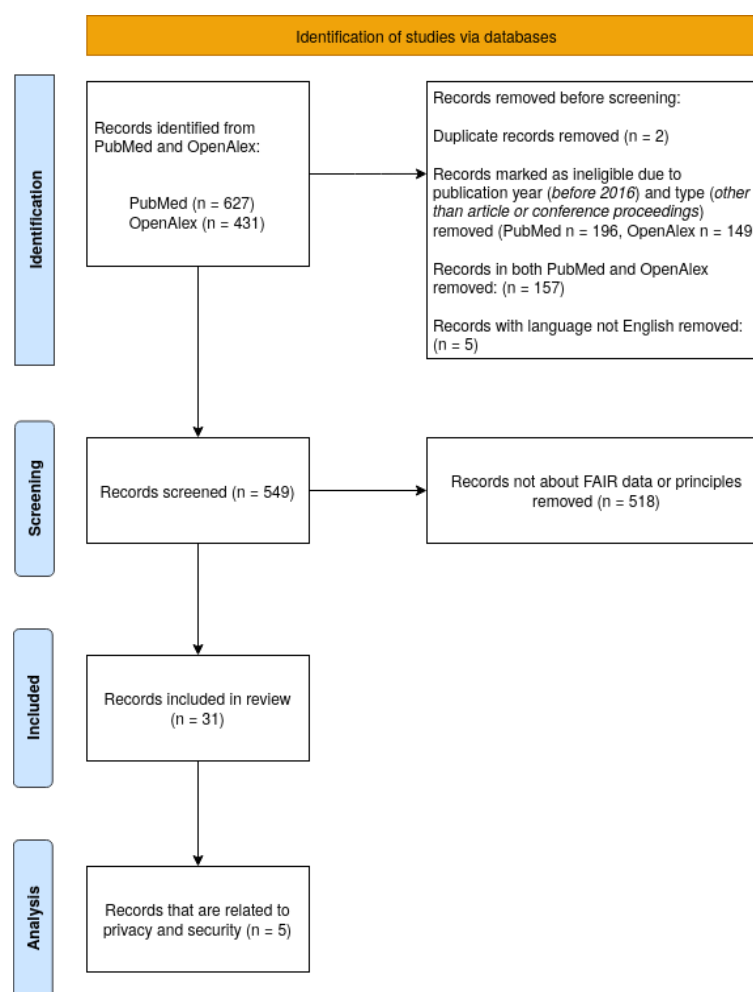 Identification of studies via databases
Identification
Records identified from
PubMed and OpenAlex:
PubMed (n = 627)
OpenAlex (n = 431)
Records removed before screening:
Duplicate records removed (n = 2)
Records marked as ineligible due to
publication year (before 2016) and type (other
than article or conference proceedings)
removed (PubMed n = 196, OpenAlex n = 149
Records in both PubMed and OpenAlex
removed: (n = 157)
Records with language not English removed:
(n = 5)
Screening
Records screened (n = 549)
Records not about FAIR data or principles
removed (n = 518)
Included
Records included in review
(n = 31)
Analysis
Records that are related to
privacy and security (n = 5)